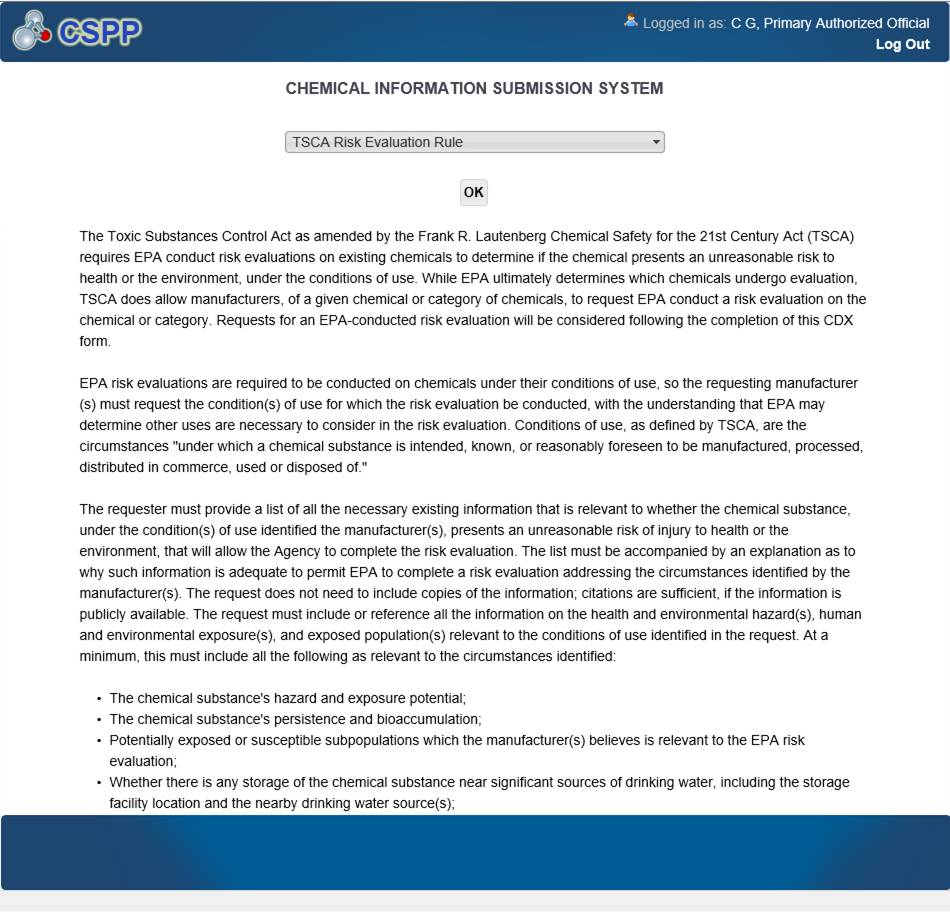 CSPP
Logged in as: C G, Primary Authorized Official
Log Out
CHEMICAL INFORMATION SUBMISSION SYSTEM
TSCA Risk Evaluation Rule
OK
The Toxic Substances Control Act as amended by the Frank R. Lautenberg Chemical Safety for the 21st Century Act (TSCA)
requires EPA conduct risk evaluations on existing chemicals to determine if the chemical presents an unreasonable risk to
health or the environment, under the conditions of use. While EPA ultimately determines which chemicals undergo evaluation,
TSCA does allow manufacturers, of a given chemical or category of chemicals, to request EPA conduct a risk evaluation on the
chemical or category. Requests for an EPA-conducted risk evaluation will be considered following the completion of this CDX
form.
EPA risk evaluations are required to be conducted on chemicals under their conditions of use, so the requesting manufacturer
(s) must request the condition(s) of use for which the risk evaluation be conducted, with the understanding that EPA may
determine other uses are necessary to consider in the risk evaluation. Conditions of use, as defined by TSCA, are the
circumstances "under which a chemical substance is intended, known, or reasonably foreseen to be manufactured, processed,
distributed in commerce, used or disposed of."
The requester must provide a list of all the necessary existing information that is relevant to whether the chemical substance,
under the condition(s) of use identified the manufacturer(s), presents an unreasonable risk of injury to health or the
environment, that will allow the Agency to complete the risk evaluation. The list must be accompanied by an explanation as to
why such information is adequate to permit EPA to complete a risk evaluation addressing the circumstances identified by the
manufacturer(s). The request does not need to include copies of the information; citations are sufficient, if the information is
publicly available. The request must include or reference all the information on the health and environmental hazard(s), human
and environmental exposure(s), and exposed population(s) relevant to the conditions of use identified in the request. At a
minimum, this must include all the following as relevant to the circumstances identified:
• The chemical substance's hazard and exposure potential;
• The chemical substance's persistence and bioaccumulation;
• Potentially exposed or susceptible subpopulations which the manufacturer(s) believes is relevant to the EPA risk
evaluation;
• Whether there is any storage of the chemical substance near significant sources of drinking water, including the storage
facility location and the nearby drinking water source(s);